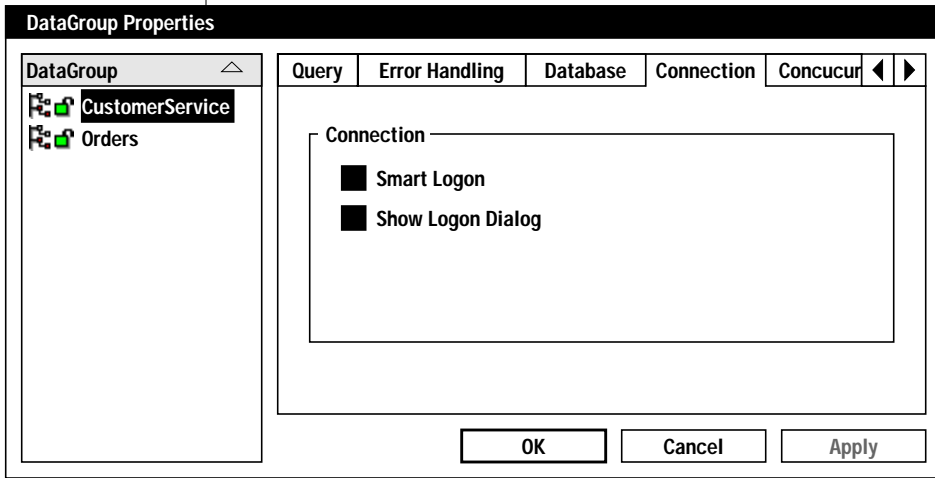 DataGroup Properties
DataGroup
CustomerService
Orders
Query Error Handling Database Connection Concucur
Connection
Smart Logon
Show Logon Dialog
OK Cancel Apply